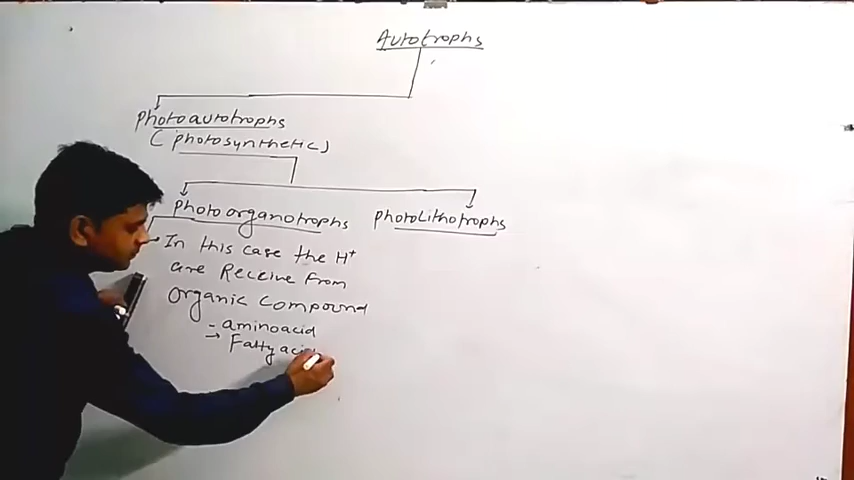 Autotrophs
Photoautotrophs
(photosynthetic)
Photoorganotrophs
PhotoLithotrophs
In this case the H+
are Receive From
Organic Compound
- aminoacid
→ Fatty aci